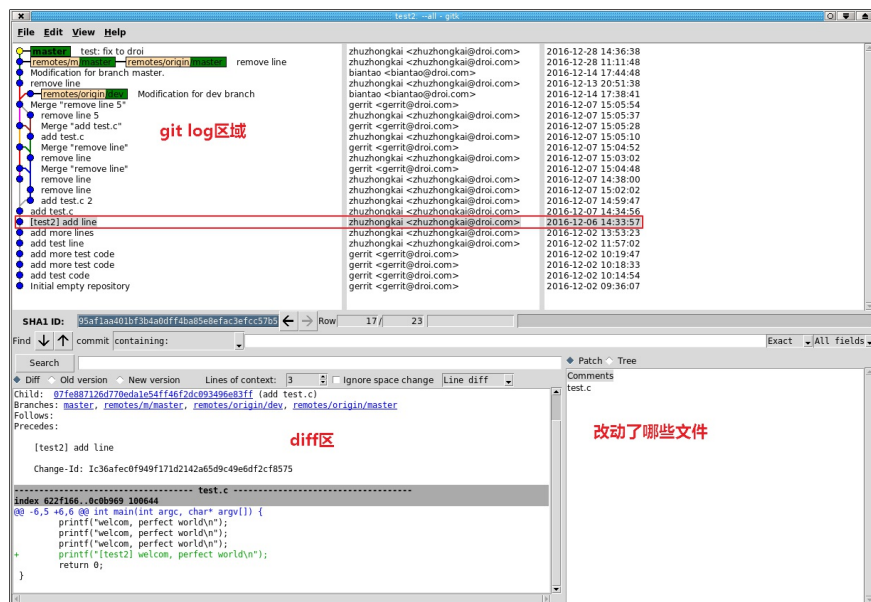 test2: --all - gitk
File Edit View Help
master test: fix to droi zhuzhongkai <zhuzhongkai@droi.com> 2016-12-28 14:36:38
remotes/m/master remotes/origin/master remove line zhuzhongkai <zhuzhongkai@droi.com> 2016-12-28 11:11:48
Modification for branch master. biantao <biantao@droi.com> 2016-12-14 17:44:48
remove line zhuzhongkai <zhuzhongkai@droi.com> 2016-12-13 20:51:38
remotes/origin/dev Modification for dev branch biantao <biantao@droi.com> 2016-12-14 17:38:41
Merge "remove line 5" gerrit <gerrit@droi.com> 2016-12-07 15:05:54
remove line 5 zhuzhongkai <zhuzhongkai@droi.com> 2016-12-07 15:05:37
Merge "add test.c" gerrit <gerrit@droi.com> 2016-12-07 15:05:28
add test.c zhuzhongkai <zhuzhongkai@droi.com> 2016-12-07 15:05:10
Merge "remove line" gerrit <gerrit@droi.com> 2016-12-07 15:04:52
remove line zhuzhongkai <zhuzhongkai@droi.com> 2016-12-07 15:03:02
Merge "remove line" gerrit <gerrit@droi.com> 2016-12-07 15:04:48
remove line zhuzhongkai <zhuzhongkai@droi.com> 2016-12-07 14:38:00
remove line zhuzhongkai <zhuzhongkai@droi.com> 2016-12-07 15:02:02
add test.c 2 zhuzhongkai <zhuzhongkai@droi.com> 2016-12-07 14:59:47
add test.c zhuzhongkai <zhuzhongkai@droi.com> 2016-12-07 14:34:56
[test2] add line zhuzhongkai <zhuzhongkai@droi.com> 2016-12-06 14:33:57
add more lines zhuzhongkai <zhuzhongkai@droi.com> 2016-12-02 13:53:23
add test line zhuzhongkai <zhuzhongkai@droi.com> 2016-12-02 11:57:02
add more test code gerrit <gerrit@droi.com> 2016-12-02 10:19:47
add more test code gerrit <gerrit@droi.com> 2016-12-02 10:18:33
add test code gerrit <gerrit@droi.com> 2016-12-02 10:14:54
Initial empty repository gerrit <gerrit@droi.com> 2016-12-02 09:36:07
git log区域
SHA1 ID: 95af1aa401bf3b4a0dff4ba85e8efac3efcc57b5 Row 17 / 23
Find commit containing: Exact All fields
Search
Patch Tree
Diff Old version New version Lines of context: 3 Ignore space change Line diff
Comments
test.c
改动了哪些文件
Child: 07fe887126d770eda1e54ff46f2dc093496e83ff (add test.c)
Branches: master, remotes/m/master, remotes/origin/dev, remotes/origin/master
Follows:
Precedes:
diff区
[test2] add line
Change-Id: Ic36afec0f949f171d2142a65d9c49e6df2cf8575
---------------------------------- test.c ----------------------------------
index 622f166..0c0b969 100644
@@ -6,5 +6,6 @@ int main(int argc, char* argv[]) {
printf("welcom, perfect world\n");
printf("welcom, perfect world\n");
printf("welcom, perfect world\n");
+ printf("[test2] welcom, perfect world\n");
return 0;
}